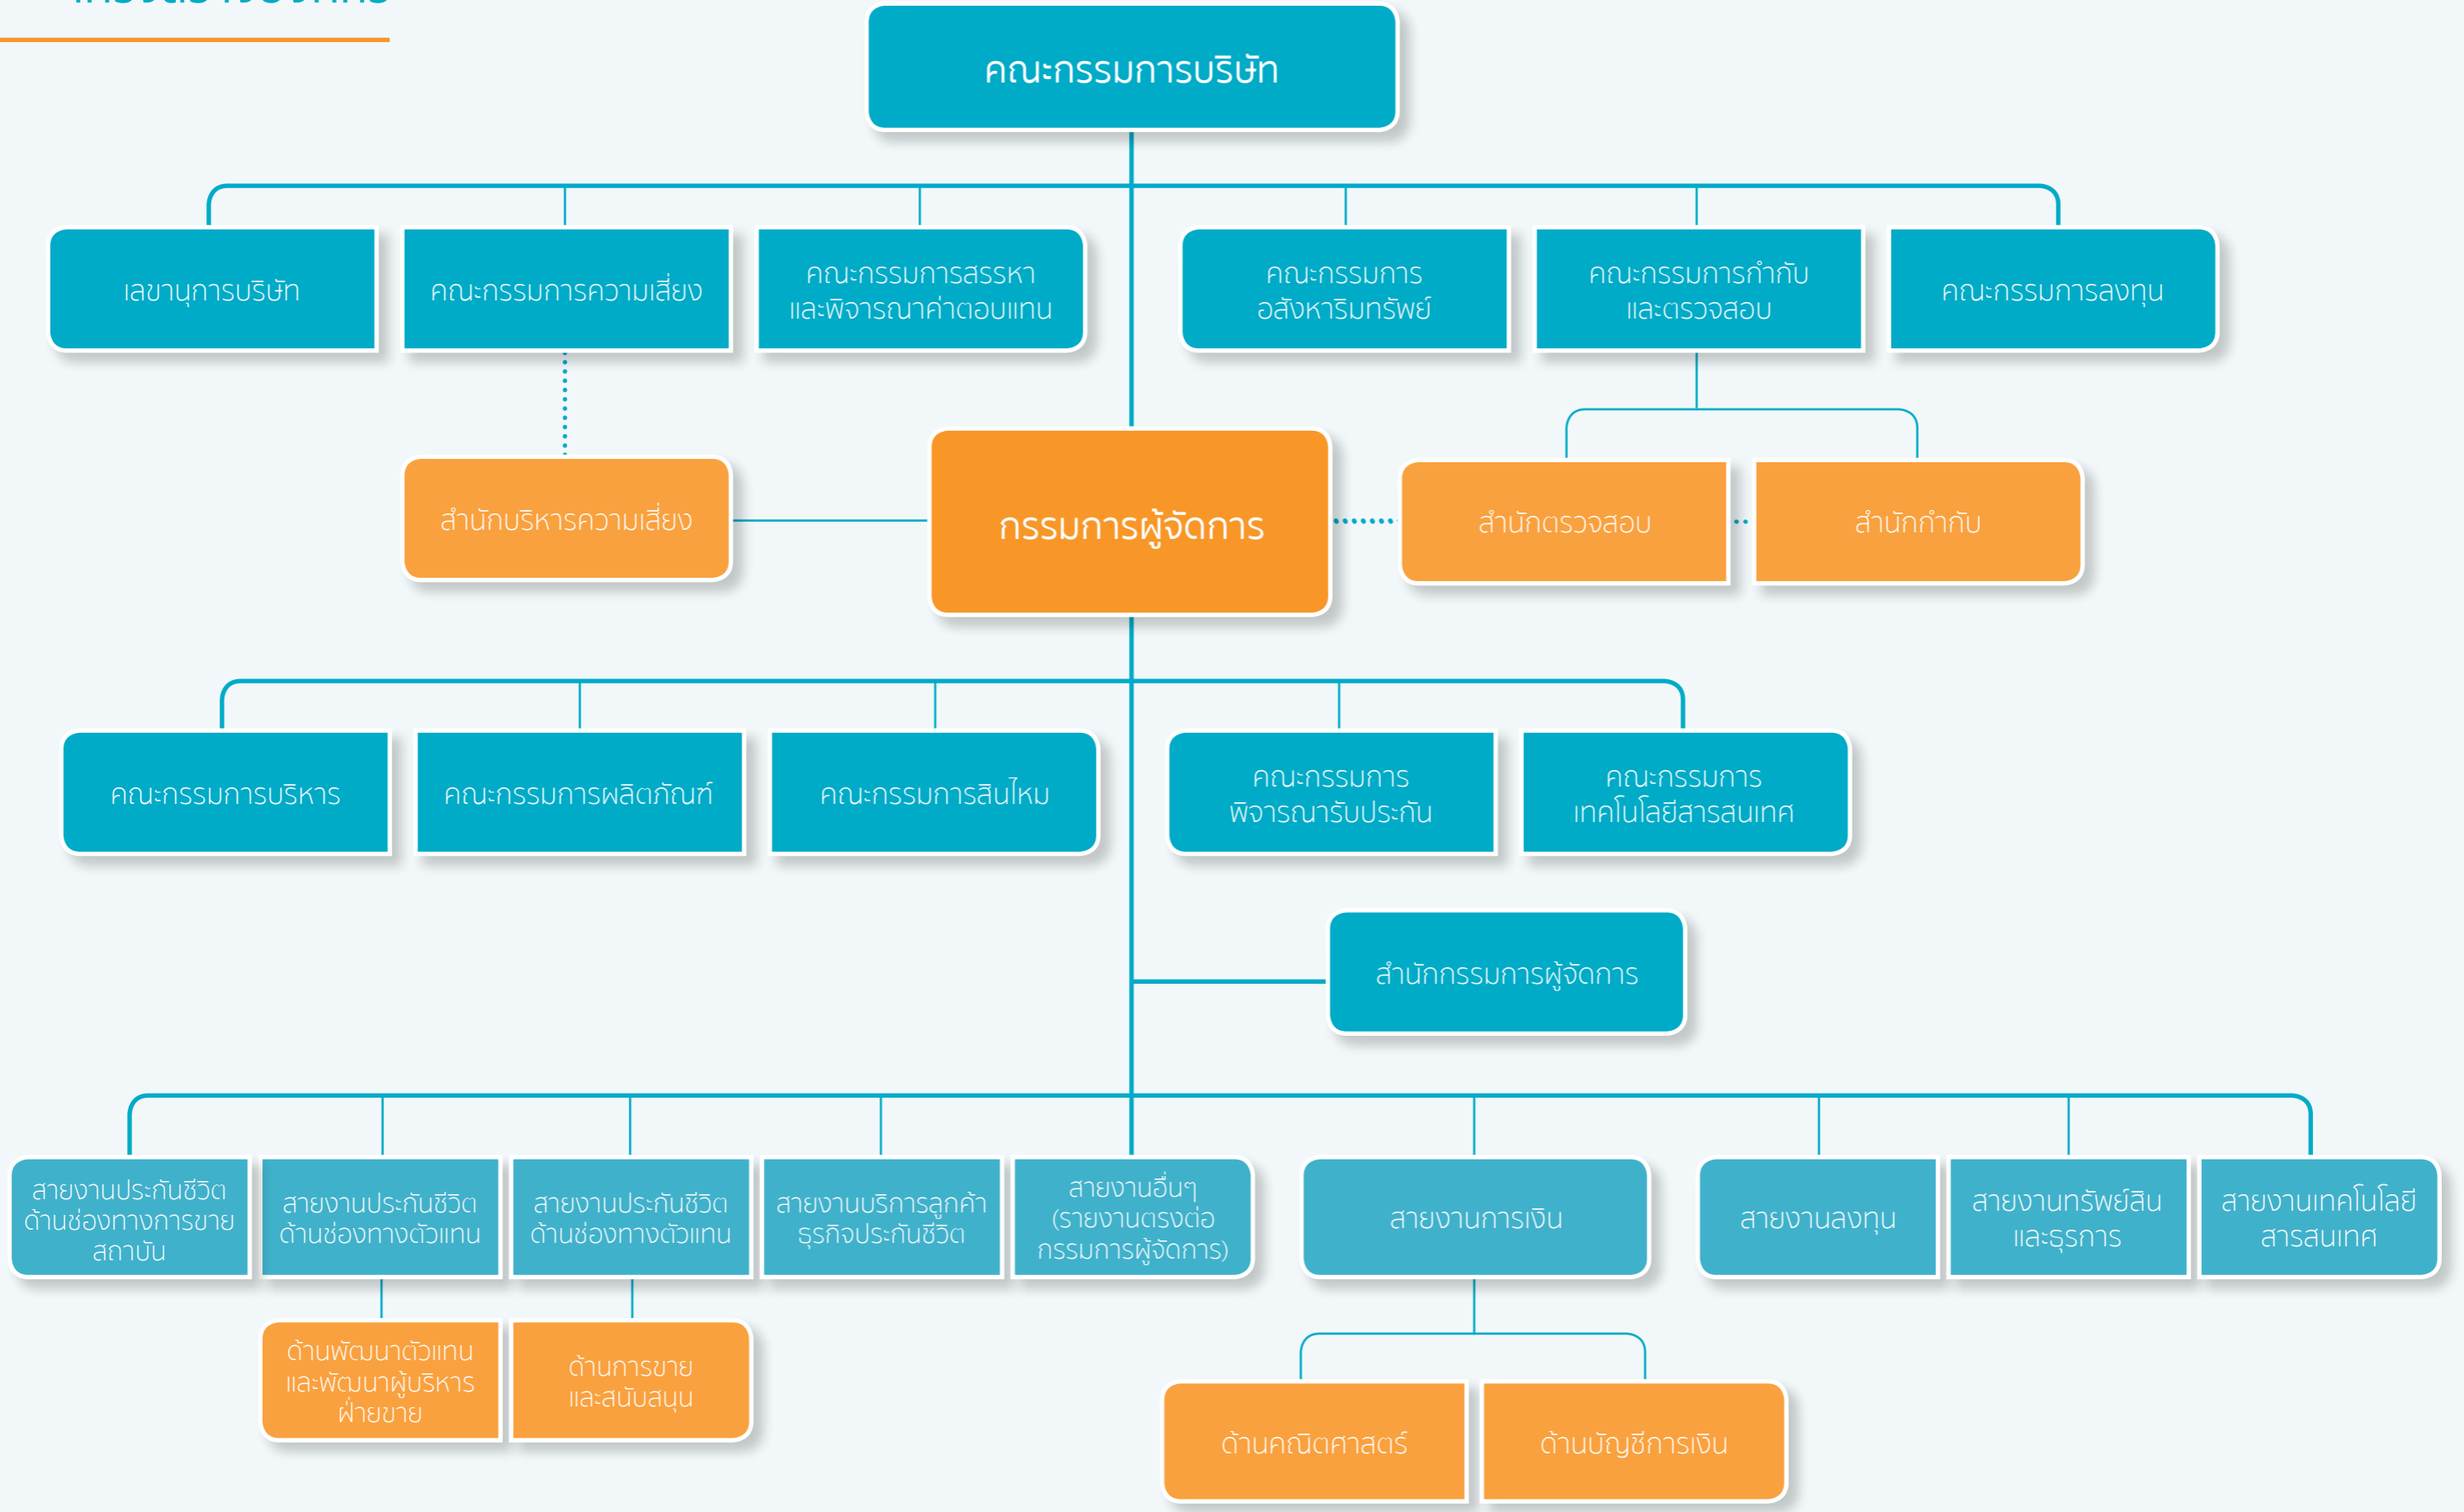 คณะกรรมการบริษัท
เลขานุการบริษัท
คณะกรรมการความเสี่ยง
คณะกรรมการสรรหา
และพิจารณาค่าตอบแทน
คณะกรรมการ
อสังหาริมทรัพย์
คณะกรรมการกำกับ
และตรวจสอบ
คณะกรรมการลงทุน
สำนักบริหารความเสี่ยง
กรรมการผู้จัดการ
สำนักตรวจสอบ
สำนักกำกับ
คณะกรรมการบริหาร
คณะกรรมการผลิตภัณฑ์
คณะกรรมการสินไหม
คณะกรรมการ
พิจารณารับประกัน
คณะกรรมการ
เทคโนโลยีสารสนเทศ
สำนักกรรมการผู้จัดการ
สายงานประกันชีวิต
ด้านช่องทางการขาย
สถาบัน
สายงานประกันชีวิต
ด้านช่องทางตัวแทน
สายงานประกันชีวิต
ด้านช่องทางตัวแทน
สายงานบริการลูกค้า
ธุรกิจประกันชีวิต
สายงานอื่นๆ
(รายงานตรงต่อ
กรรมการผู้จัดการ)
สายงานการเงิน
สายงานลงทุน
สายงานทรัพย์สิน
และธุรการ
สายงานเทคโนโลยี
สารสนเทศ
ด้านพัฒนาตัวแทน
และพัฒนาผู้บริหาร
ฝ่ายขาย
ด้านการขาย
และสนับสนุน
ด้านคณิตศาสตร์
ด้านบัญชีการเงิน